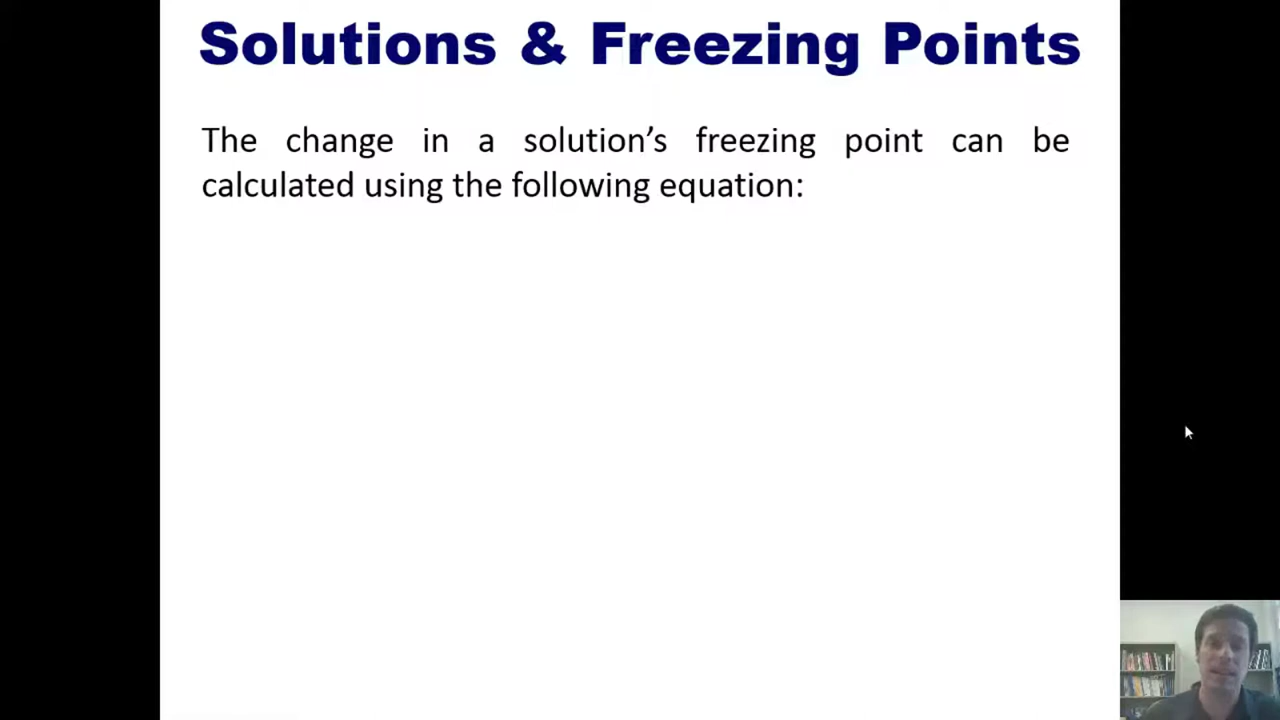 Solutions & Freezing Points
The change in a solution’s freezing point can be
calculated using the following equation: